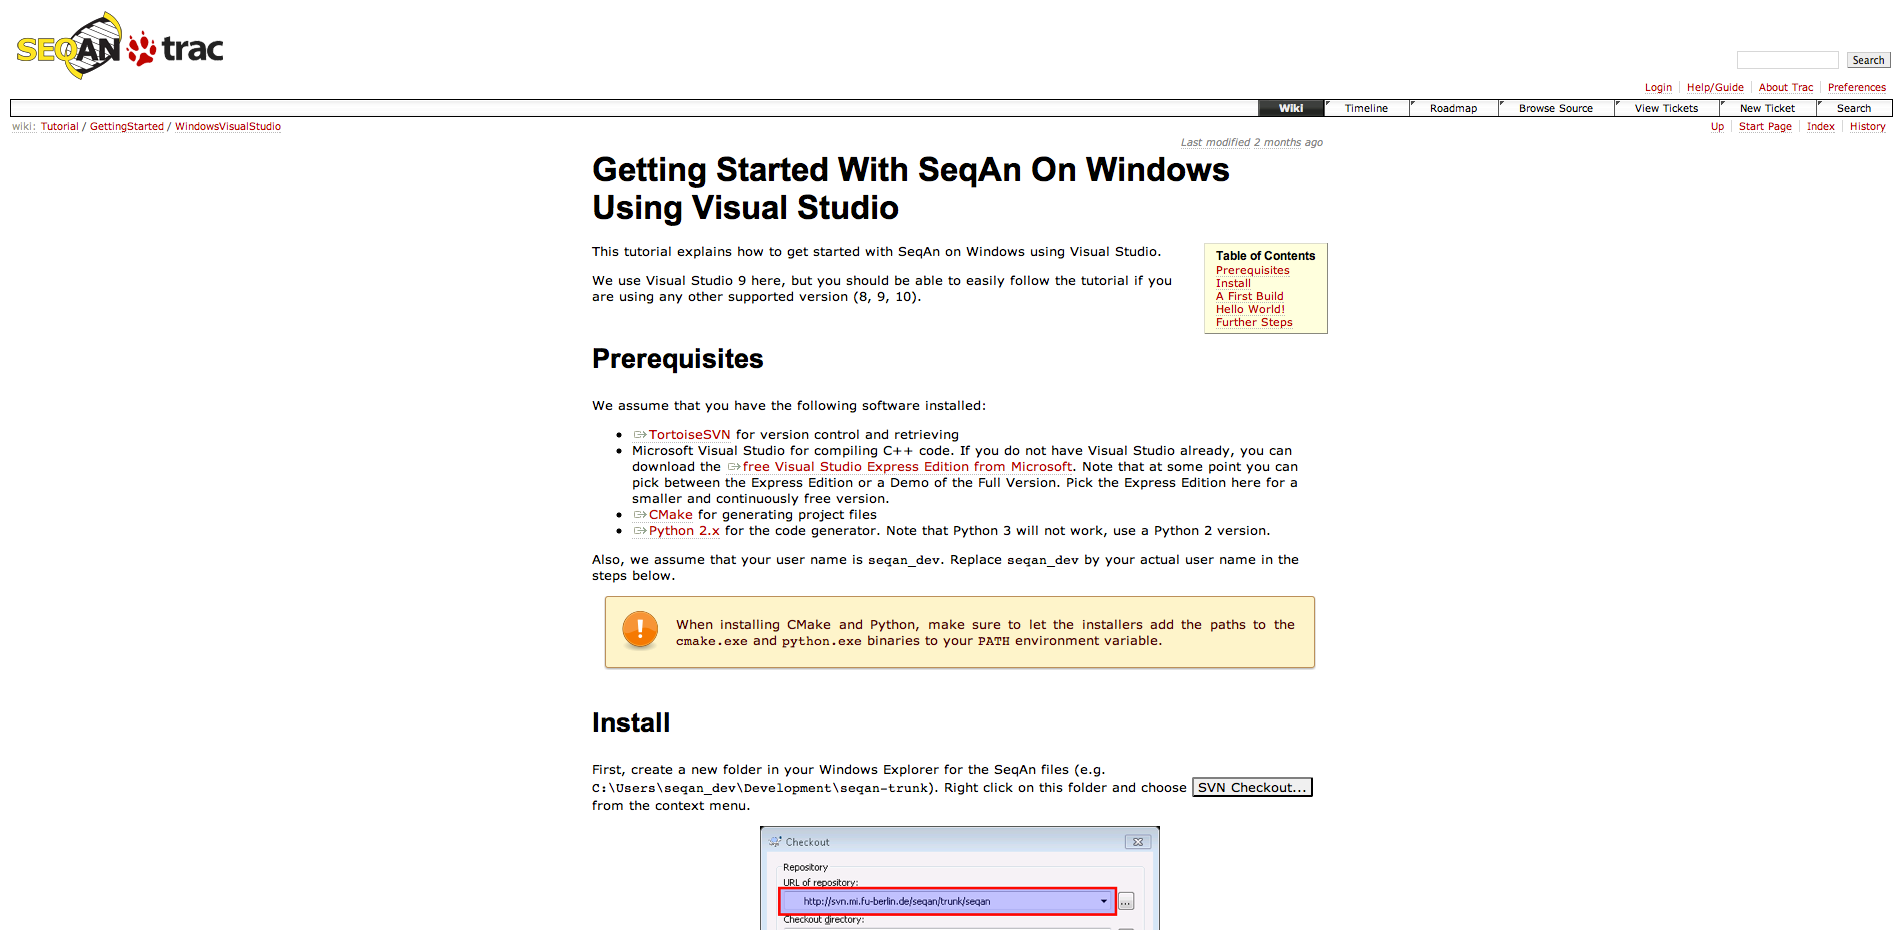 SEQAN trac
Search
Login Help/Guide About Trac Preferences
Wiki Timeline Roadmap Browse Source View Tickets New Ticket Search
wiki: Tutorial / GettingStarted / WindowsVisualStudio
Up Start Page Index History
Last modified 2 months ago
Getting Started With SeqAn On Windows
Using Visual Studio
This tutorial explains how to get started with SeqAn on Windows using Visual Studio.
We use Visual Studio 9 here, but you should be able to easily follow the tutorial if you
are using any other supported version (8, 9, 10).
Table of Contents
Prerequisites
Install
A First Build
Hello World!
Further Steps
Prerequisites
We assume that you have the following software installed:
TortoiseSVN for version control and retrieving
Microsoft Visual Studio for compiling C++ code. If you do not have Visual Studio already, you can
download the free Visual Studio Express Edition from Microsoft. Note that at some point you can
pick between the Express Edition or a Demo of the Full Version. Pick the Express Edition here for a
smaller and continuously free version.
CMake for generating project files
Python 2.x for the code generator. Note that Python 3 will not work, use a Python 2 version.
Also, we assume that your user name is seqan_dev. Replace seqan_dev by your actual user name in the
steps below.
When installing CMake and Python, make sure to let the installers add the paths to the
cmake.exe and python.exe binaries to your PATH environment variable.
Install
First, create a new folder in your Windows Explorer for the SeqAn files (e.g.
C:\Users\seqan_dev\Development\seqan-trunk). Right click on this folder and choose SVN Checkout...
from the context menu.
Checkout
Repository
URL of repository:
http://svn.mi.fu-berlin.de/seqan/trunk/seqan
...
Checkout directory: